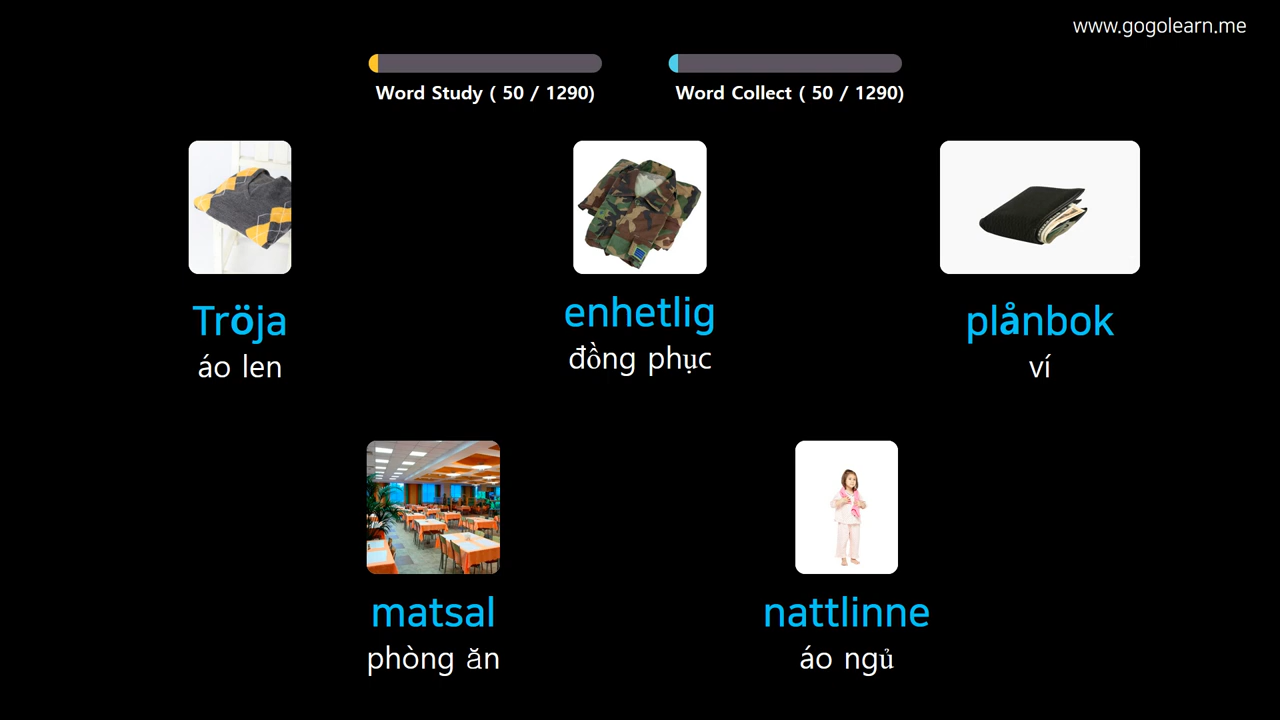 www.gogolearn.me
Word Study ( 50 / 1290)
Word Collect ( 50 / 1290)
Tröja
áo len
enhetlig
đồng phục
plånbok
ví
matsal
phòng ăn
nattlinne
áo ngủ